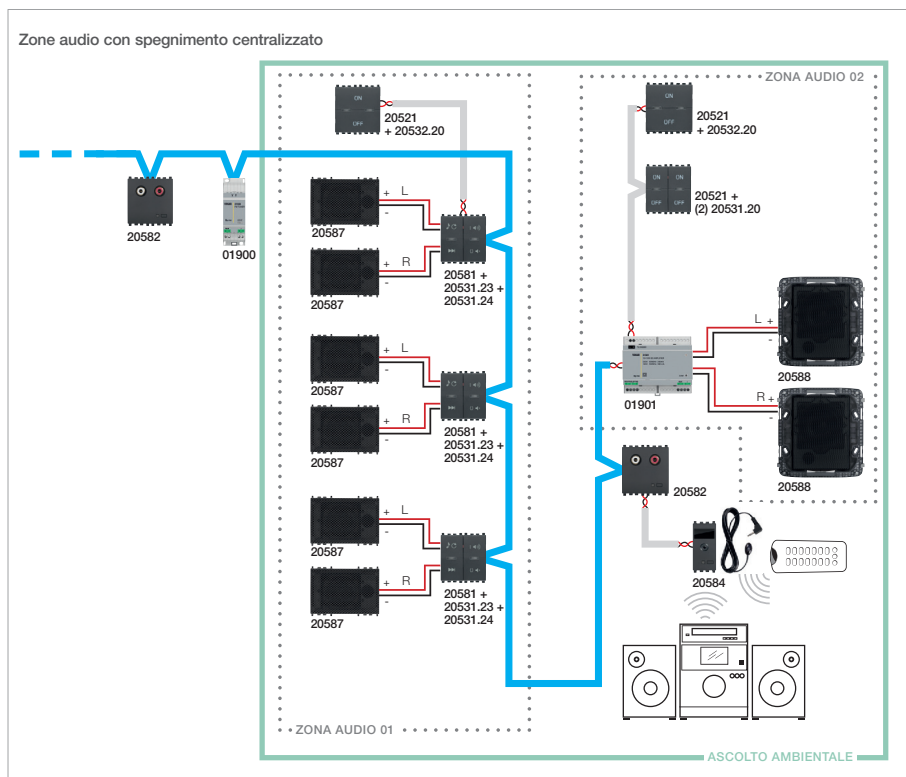 Zone audio con spegnimento centralizzato
ZONA AUDIO 02
ON
OFF
20521
+ 20532.20
ON
OFF
20521
+ 20532.20
20582
01900
+
L
-
20587
+
R
-
20587
20581 +
20531.23 +
20531.24
ON
ON
OFF
OFF
20521 +
(2) 20531.20
+
L
-
20587
+
R
-
20587
20581 +
20531.23 +
20531.24
01901
L +
-
20588
R +
-
20588
+
L
-
20587
+
R
-
20587
20581 +
20531.23 +
20531.24
20582
20584
ZONA AUDIO 01
ASCOLTO AMBIENTALE